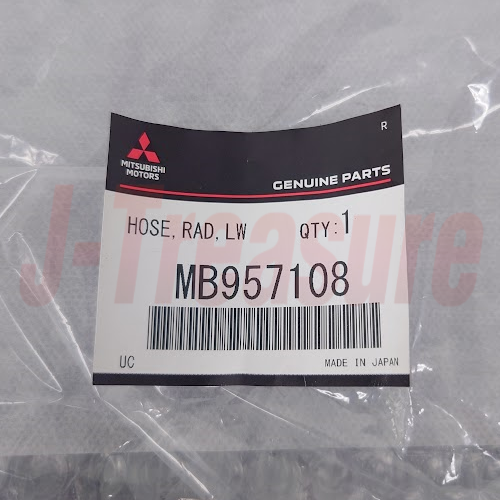 R
MITSUBISHI
MOTORS
GENUINE PARTS
HOSE, RAD, LW QTY: 1
MB957108
UC MADE IN JAPAN
J-Treasure